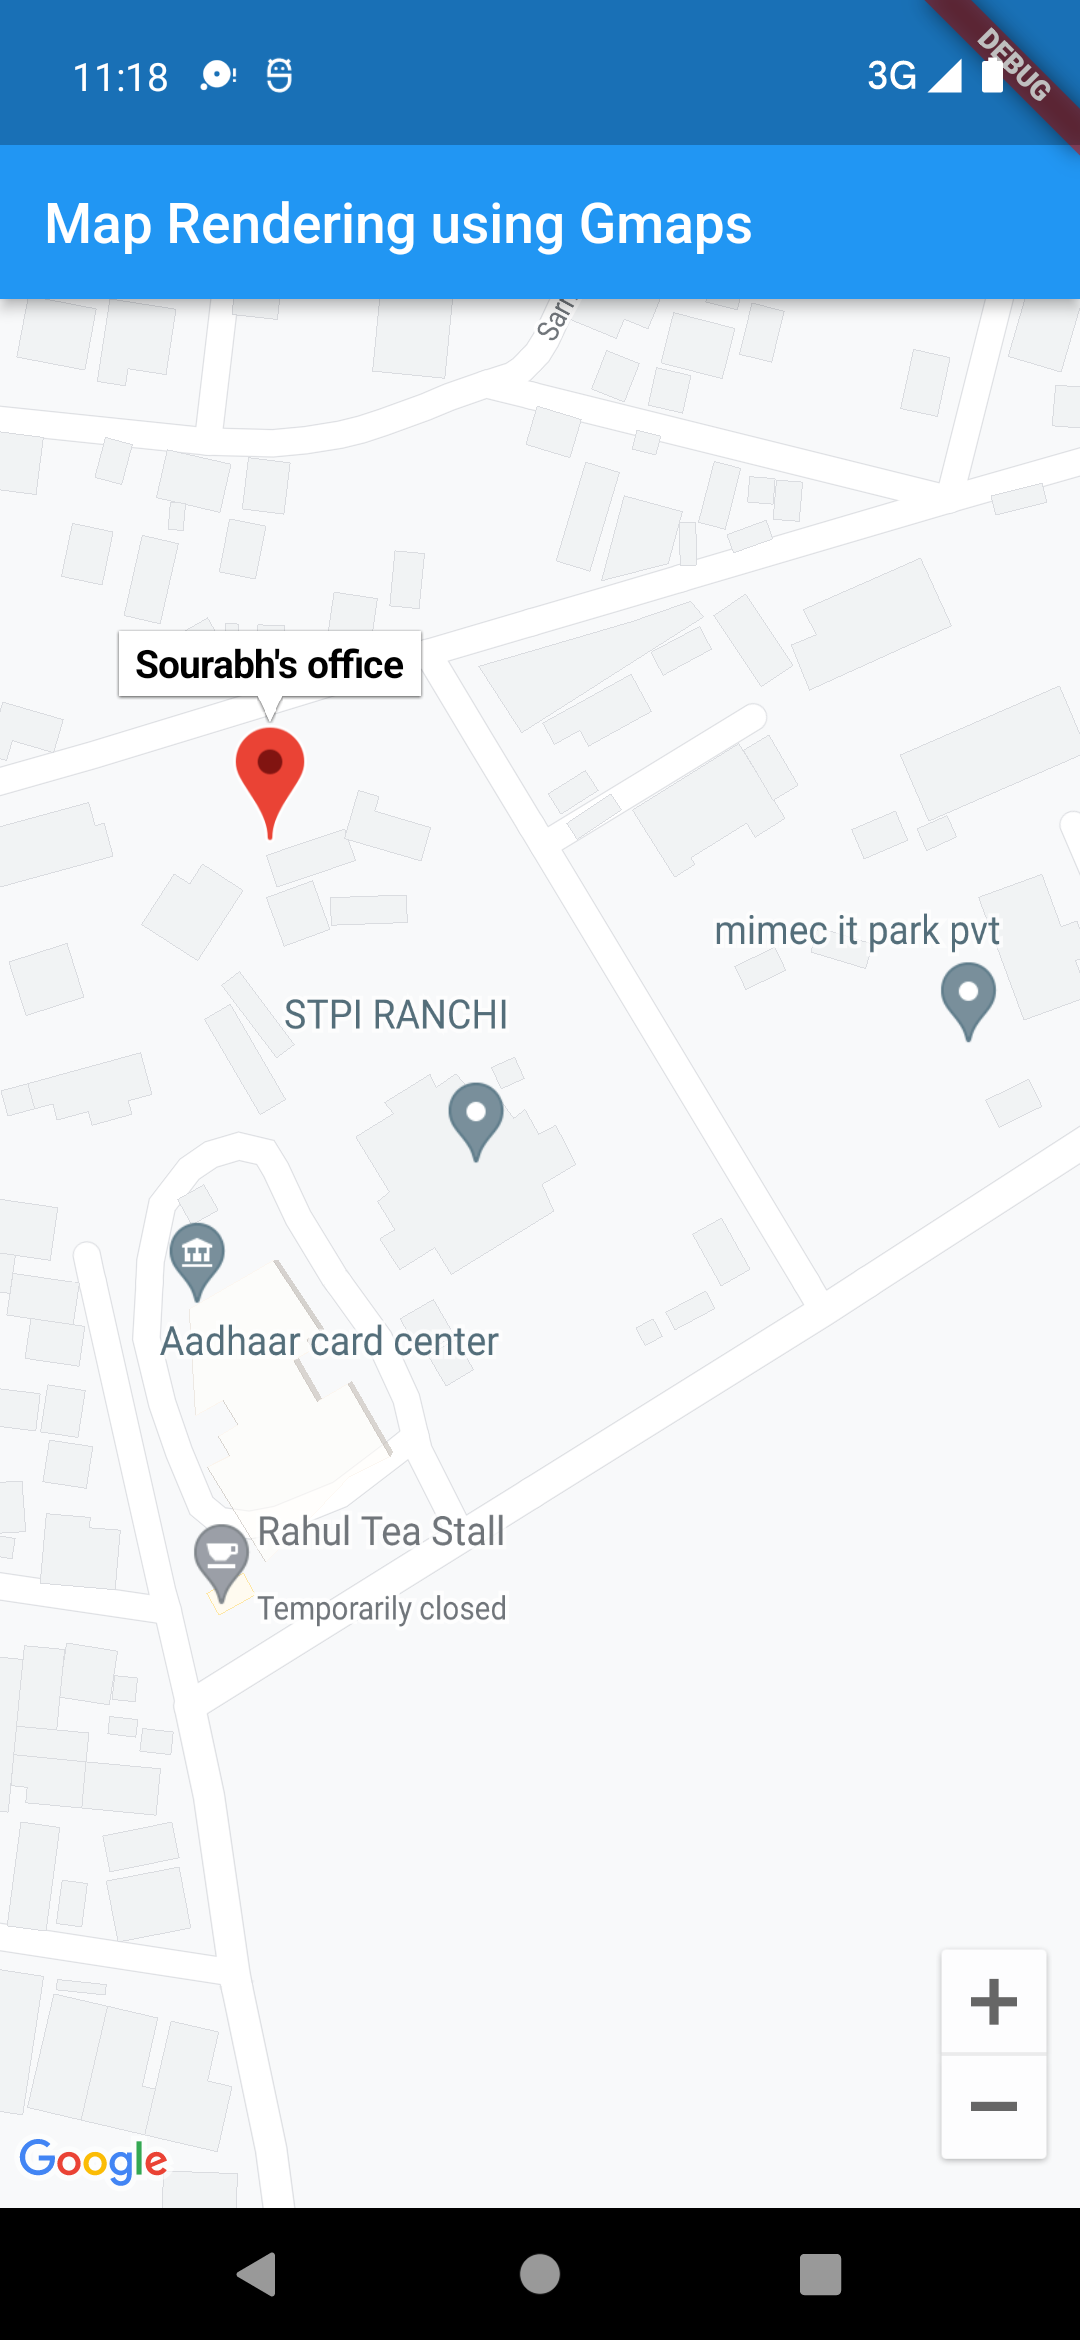 11:18
3G
DEBUG
Map Rendering using Gmaps
Sourabh's office
mimec it park pvt
STPI RANCHI
Aadhaar card center
Rahul Tea Stall
Temporarily closed
Google